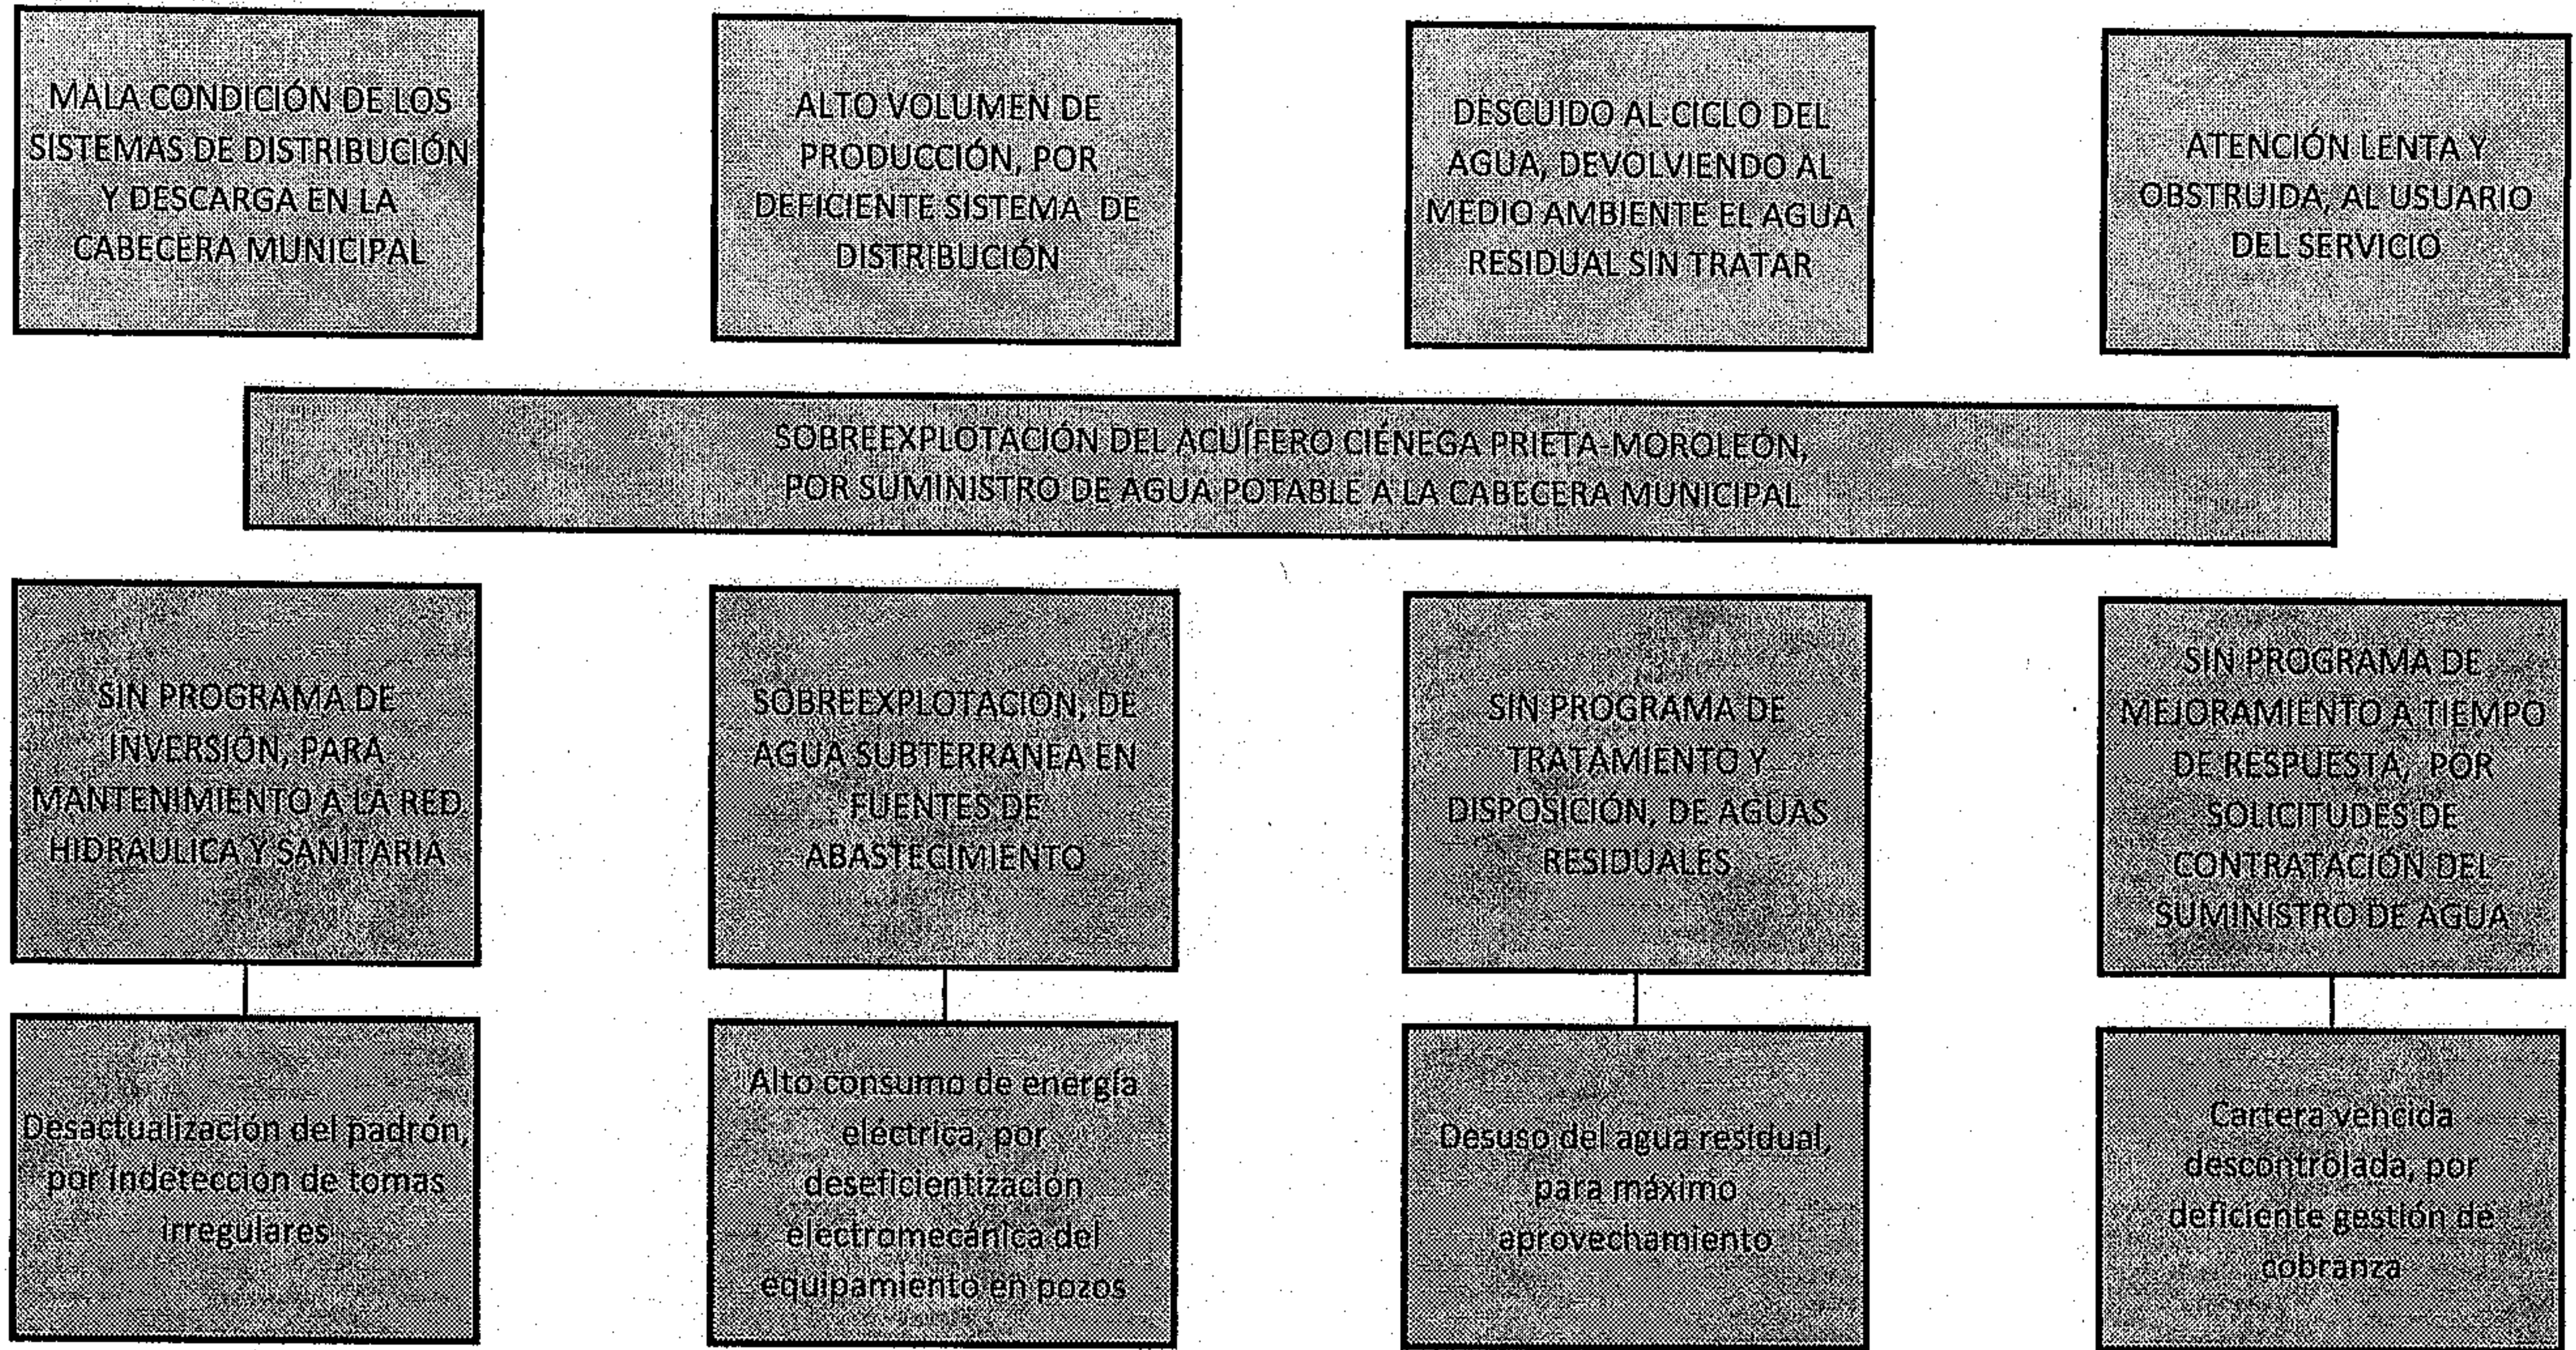 MALA CONDICIÓN DE LOS
SISTEMAS DE DISTRIBUCIÓN
Y DESCARGA EN LA
CABECERA MUNICIPAL
ALTO VOLUMEN DE
PRODUCCIÓN, POR
DEFICIENTE SISTEMA DE
DISTRIBUCIÓN
DESCUIDO AL CICLO DEL
AGUA, DEVOLVIENDO AL
MEDIO AMBIENTE EL AGUA
RESIDUAL SIN TRATAR
ATENCIÓN LENTA Y
OBSTRUIDA, AL USUARIO
DEL SERVICIO
SOBREEXPLOTACIÓN DEL ACUÍFERO CIÉNEGA PRIETA-MOROLEÓN,
POR SUMINISTRO DE AGUA POTABLE A LA CABECERA MUNICIPAL
SIN PROGRAMA DE
INVERSIÓN, PARA
MANTENIMIENTO A LA RED
HIDRAULICA Y SANITARIA
SOBREEXPLOTACIÓN, DE
AGUA SUBTERRANEA EN
FUENTES DE
ABASTECIMIENTO
SIN PROGRAMA DE
TRATAMIENTO Y
DISPOSICIÓN, DE AGUAS
RESIDUALES
SIN PROGRAMA DE
MEJORAMIENTO A TIEMPO
DE RESPUESTA, POR
SOLICITUDES DE
CONTRATACIÓN DEL
SUMINISTRO DE AGUA
Desactualización del padrón,
por indetección de tomas
irregulares
Alto consumo de energía
eléctrica, por
deseficientización
electromecánica del
equipamiento en pozos
Desuso del agua residual,
para máximo
aprovechamiento
Cartera vencida
descontrolada, por
deficiente gestión de
cobranza